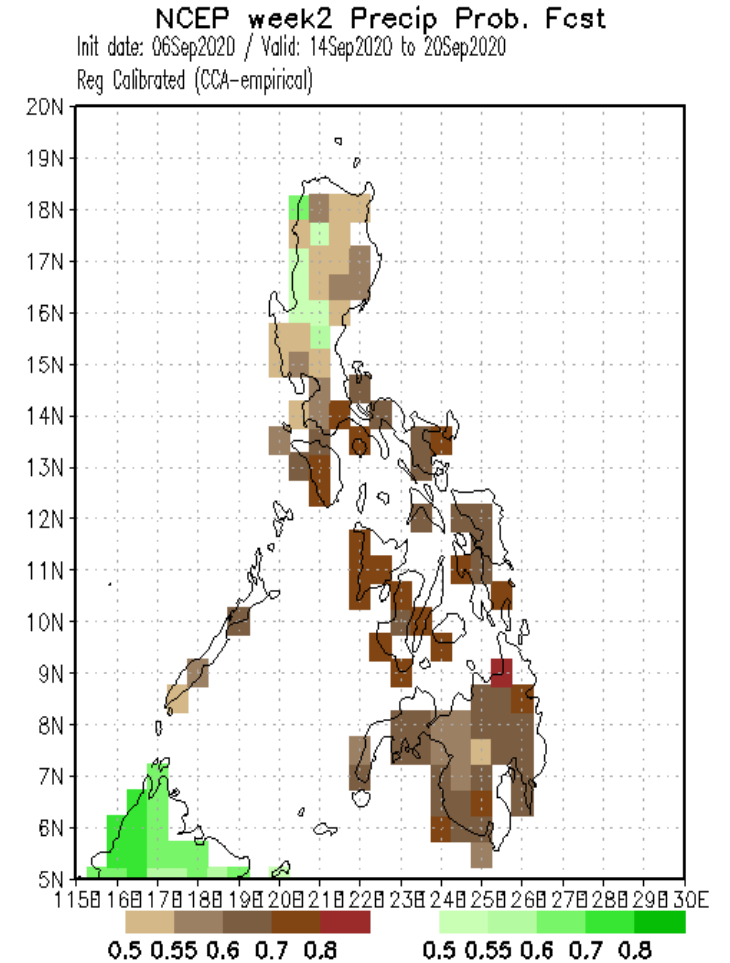 NCEP week2 Precip Prob. Fcst
Init date: 06Sep2020 / Valid: 14Sep2020 to 20Sep2020
Reg Calibrated (CCA-empirical)
20N
19N
18N
17N
16N
15N
14N
13N
12N
11N
10N
9N
8N
7N
6N
5N
115E 116E 117E 118E 119E 120E 121E 122E 123E 124E 125E 126E 127E 128E 129E 130E
0.5 0.55 0.6 0.7 0.8 0.5 0.55 0.6 0.7 0.8